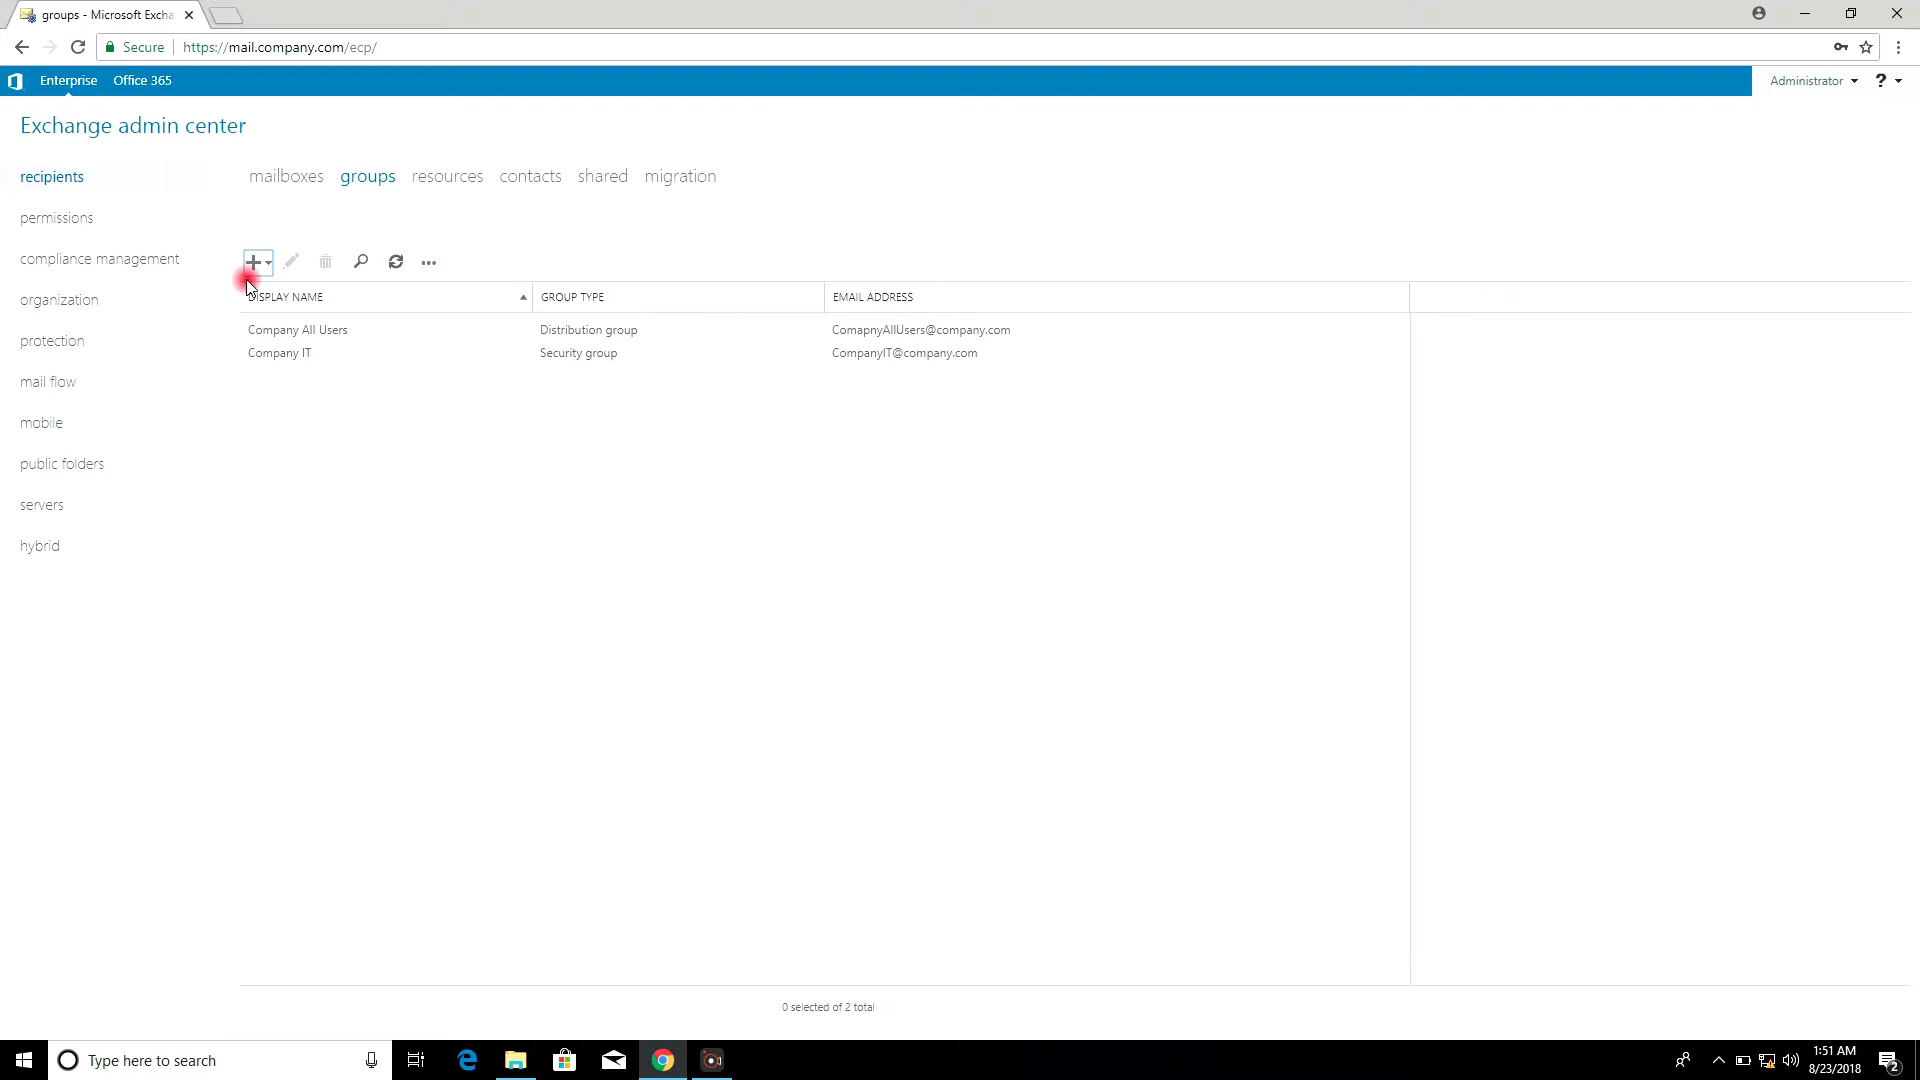 groups - Microsoft Excha
Secure
https://mail.company.com/ecp/
Enterprise Office 365
Administrator ?
Exchange admin center
recipients
permissions
compliance management
organization
protection
mail flow
mobile
public folders
servers
hybrid
mailboxes groups resources contacts shared migration
DISPLAY NAME GROUP TYPE EMAIL ADDRESS
Company All Users Distribution group ComapnyAllUsers@company.com
Company IT Security group CompanyIT@company.com
0 selected of 2 total
Type here to search
1:51 AM
8/23/2018
2